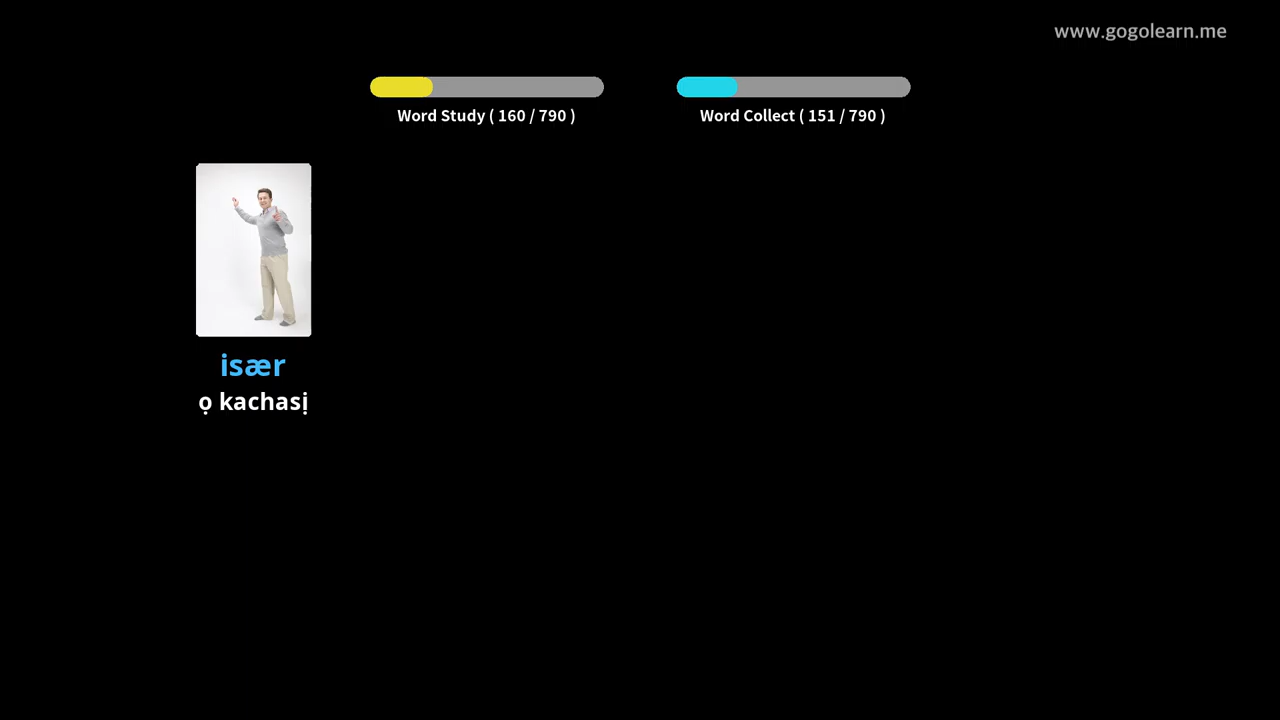 www.gogolearn.me
Word Study ( 160 / 790 )
Word Collect ( 151 / 790 )
især
ọ kachasị